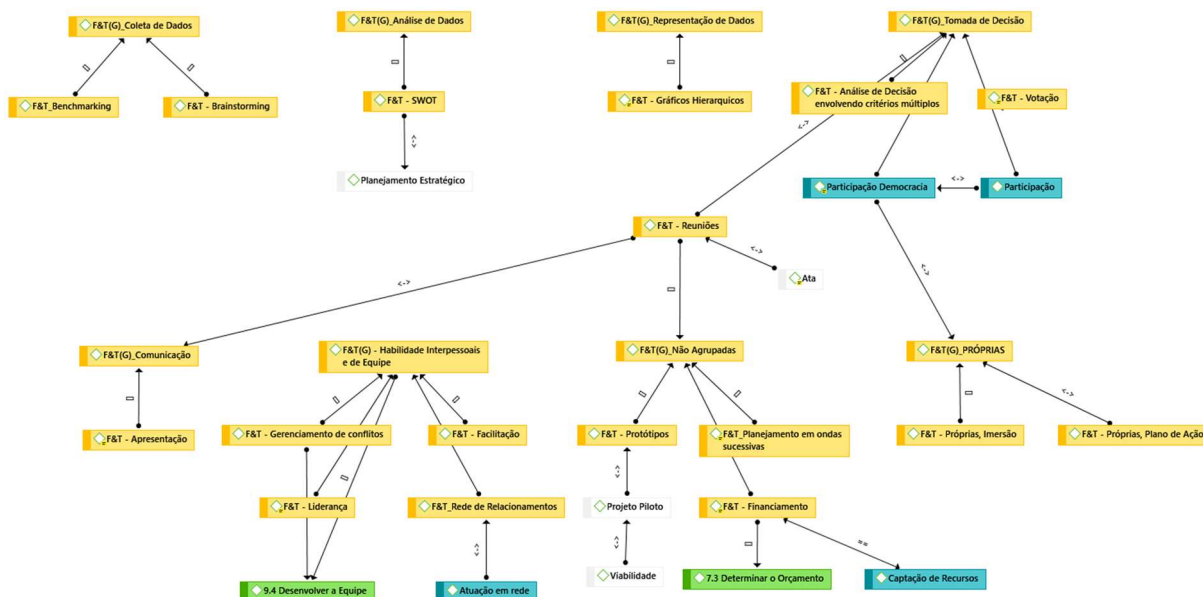 F&T(G)_Coleta de Dados
F&T(G)_Análise de Dados
F&T(G)_Representação de Dados
F&T(G)_Tomada de Decisão
[]
[]
[]
[]
[]
F&T_Benchmarking
F&T - Brainstorming
F&T - SWOT
F&T - Gráficos Hierarquicos
F&T - Análise de Decisão
envolvendo critérios múltiplos
F&T - Votação
<->
<->
Planejamento Estratégico
Participação Democracia
<->
Participação
F&T - Reuniões
<->
<->
Ata
<->
[]
F&T(G)_Comunicação
F&T(G) - Habilidade Interpessoais
e de Equipe
F&T(G)_Não Agrupadas
F&T(G)_PRÓPRIAS
[]
[]
[]
[]
[]
[]
<->
F&T - Apresentação
F&T - Gerenciamento de conflitos
F&T - Facilitação
F&T - Protótipos
F&T_Planejamento em ondas
sucessivas
F&T - Próprias, Imersão
F&T - Próprias, Plano de Ação
[]
<->
F&T - Liderança
F&T_Rede de Relacionamentos
Projeto Piloto
F&T - Financiamento
<->
<->
[]
==
9.4 Desenvolver a Equipe
Atuação em rede
Viabilidade
7.3 Determinar o Orçamento
Captação de Recursos